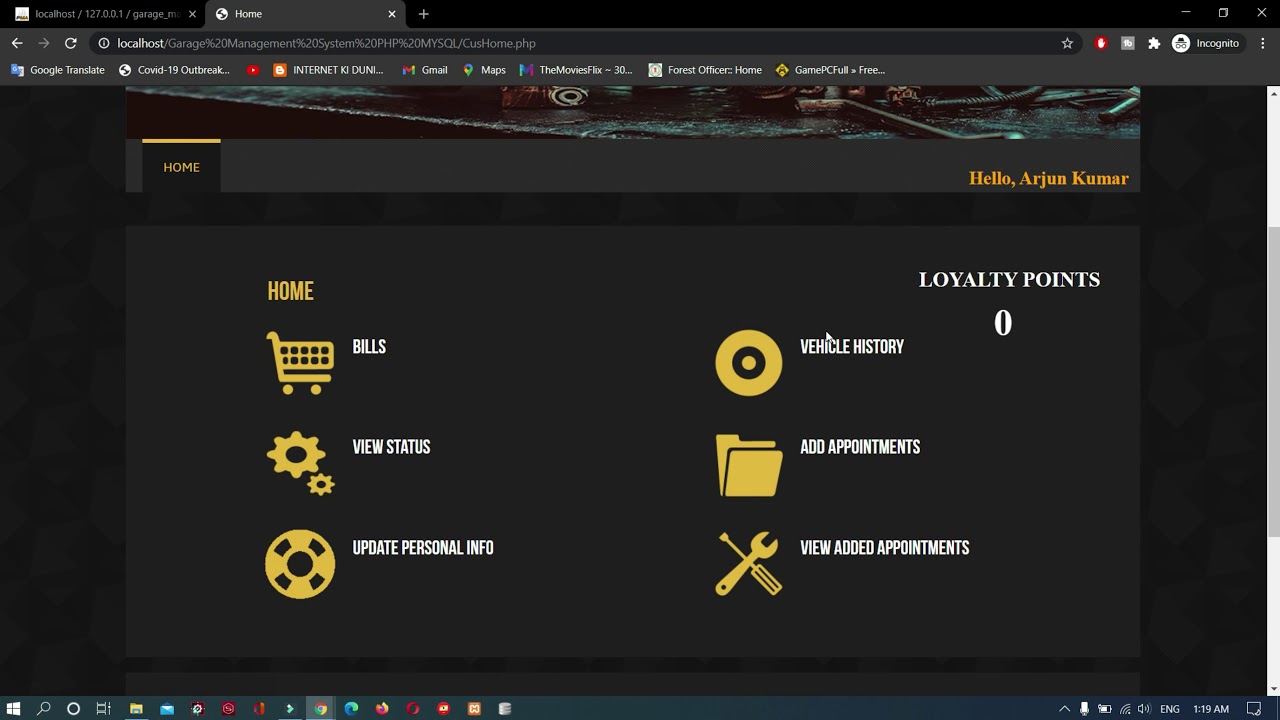 localhost / 127.0.0.1 / garage_ma
Home
localhost/Garage%20Management%20System%20PHP%20MYSQL/CusHome.php
Incognito
Google Translate
Covid-19 Outbreak...
INTERNET KI DUNI...
Gmail
Maps
TheMoviesFlix ~ 30...
Forest Officer:: Home
GamePCFull » Free...
HOME
Hello, Arjun Kumar
HOME
LOYALTY POINTS
0
BILLS
VEHICLE HISTORY
VIEW STATUS
ADD APPOINTMENTS
UPDATE PERSONAL INFO
VIEW ADDED APPOINTMENTS
ENG
1:19 AM